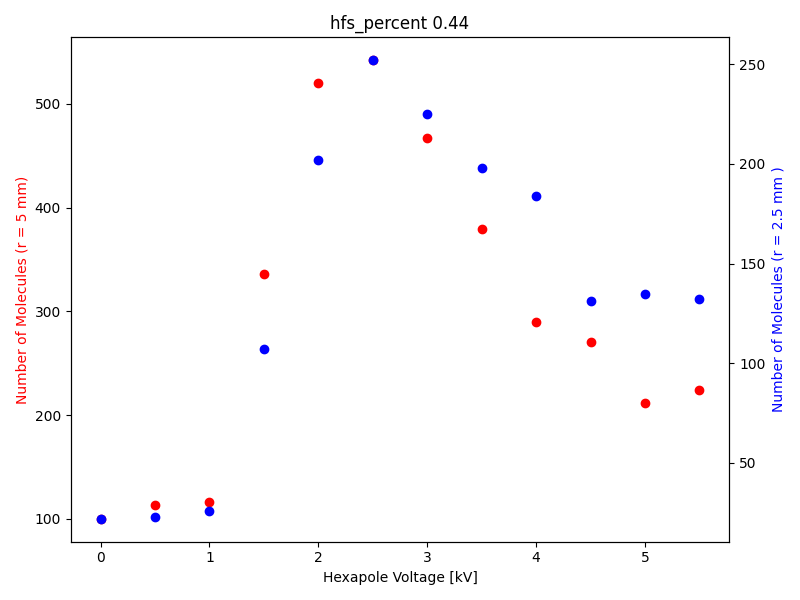 hfs_percent 0.44
Number of Molecules (r = 5 mm)
500
400
300
200
100
250
200
150
100
50
Number of Molecules (r = 2.5 mm )
0 1 2 3 4 5
Hexapole Voltage [kV]